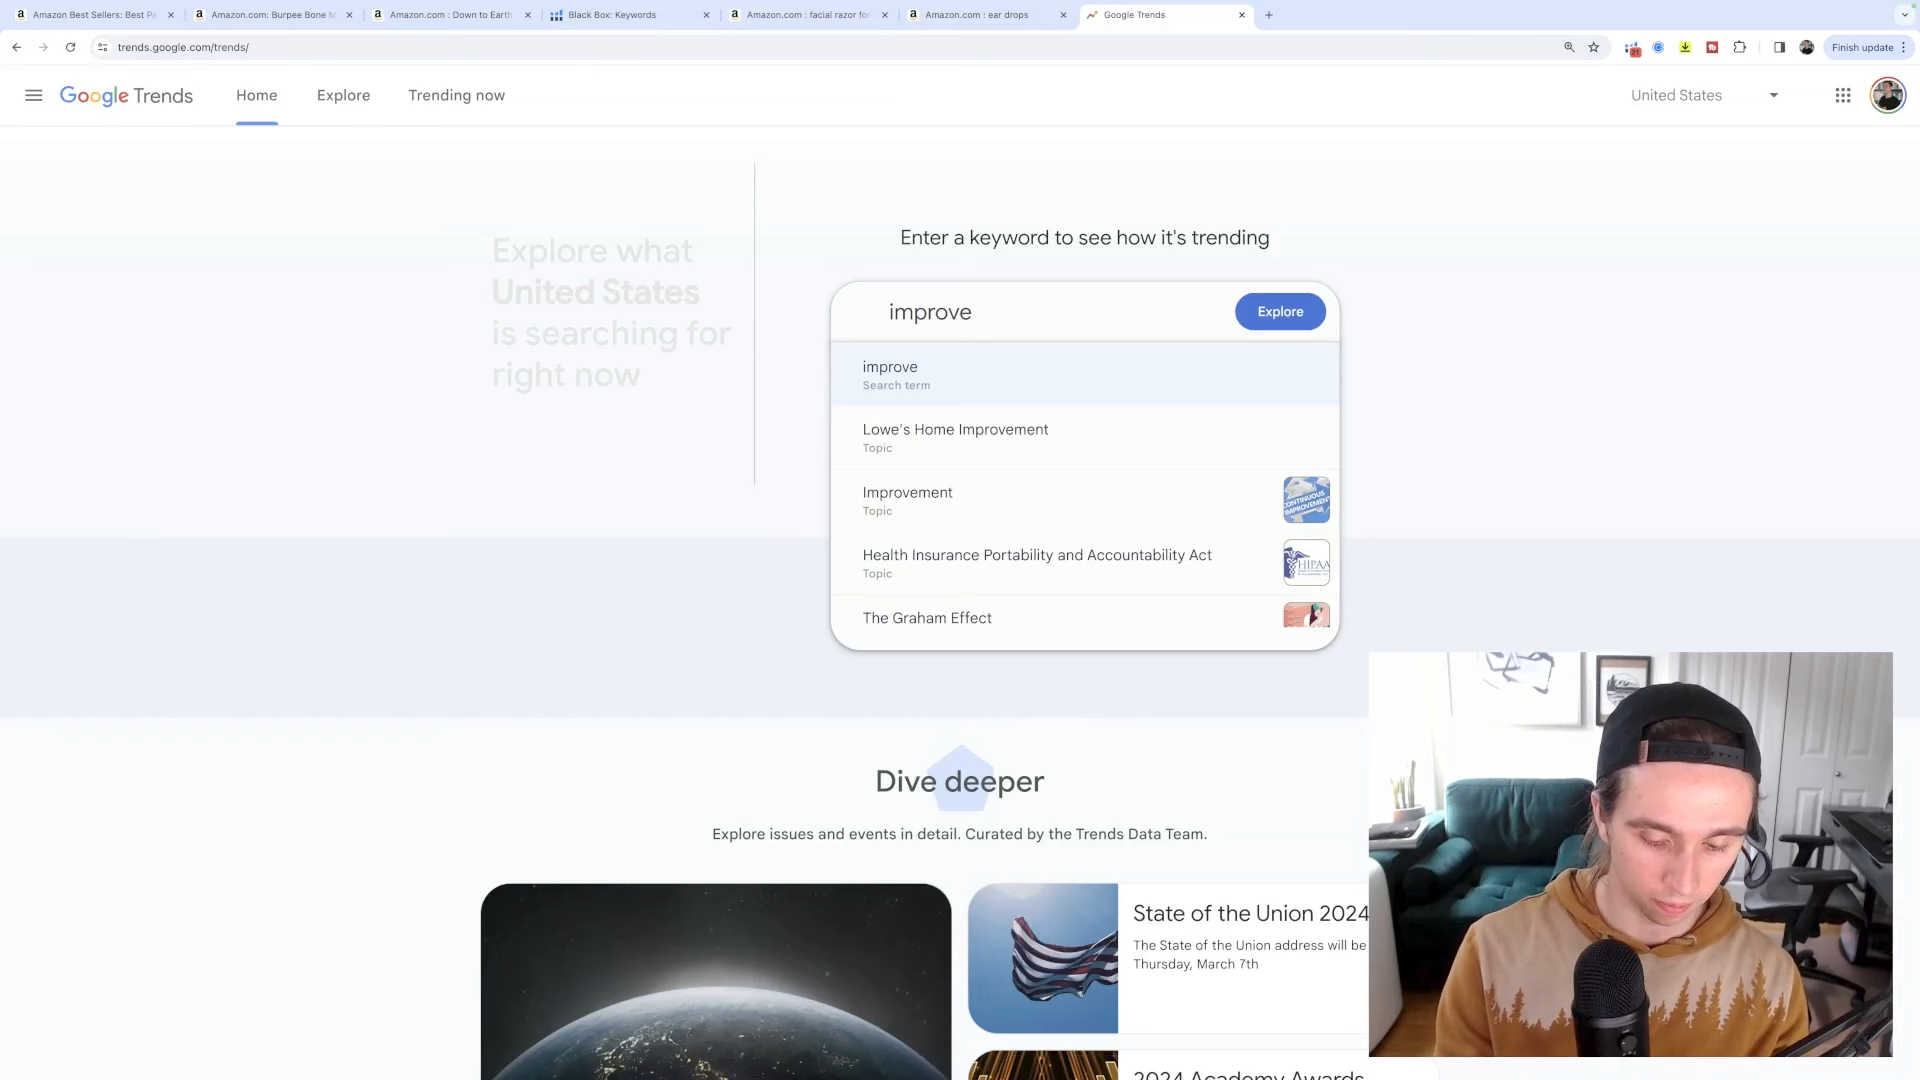 Amazon Best Sellers: Best Pa
Amazon.com: Burpee Bone M
Amazon.com : Down to Earth
Black Box: Keywords
Amazon.com : facial razor for
Amazon.com : ear drops
Google Trends
trends.google.com/trends/
21
Finish update
Google Trends
Home
Explore
Trending now
United States
Explore what
United States
is searching for
right now
Enter a keyword to see how it's trending
improve
Explore
improve
Search term
Lowe's Home Improvement
Topic
Improvement
Topic
CONTINUOUS
IMPROVEMENT
Health Insurance Portability and Accountability Act
Topic
HIPAA
The Graham Effect
Dive deeper
Explore issues and events in detail. Curated by the Trends Data Team.
State of the Union 2024
The State of the Union address will be
Thursday, March 7th
2024 Academy Awards